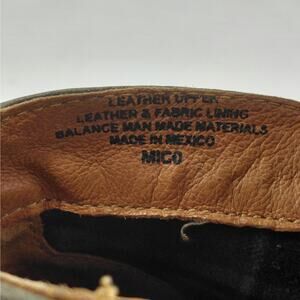 LEATHER UPPER
LEATHER & FABRIC LINING
BALANCE MAN MADE MATERIALS
MADE IN MEXICO
MICO